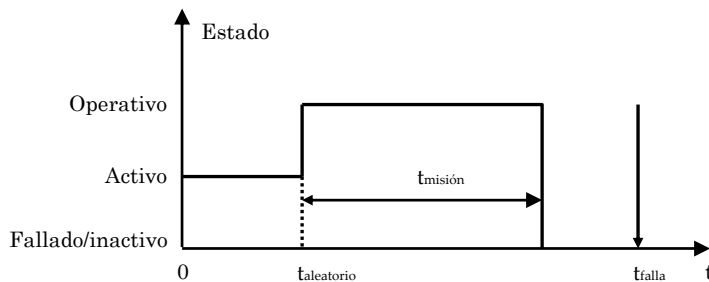 Estado
Operativo
Activo
tmisión
Fallado/inactivo
0
taleatorio
tfalla
t